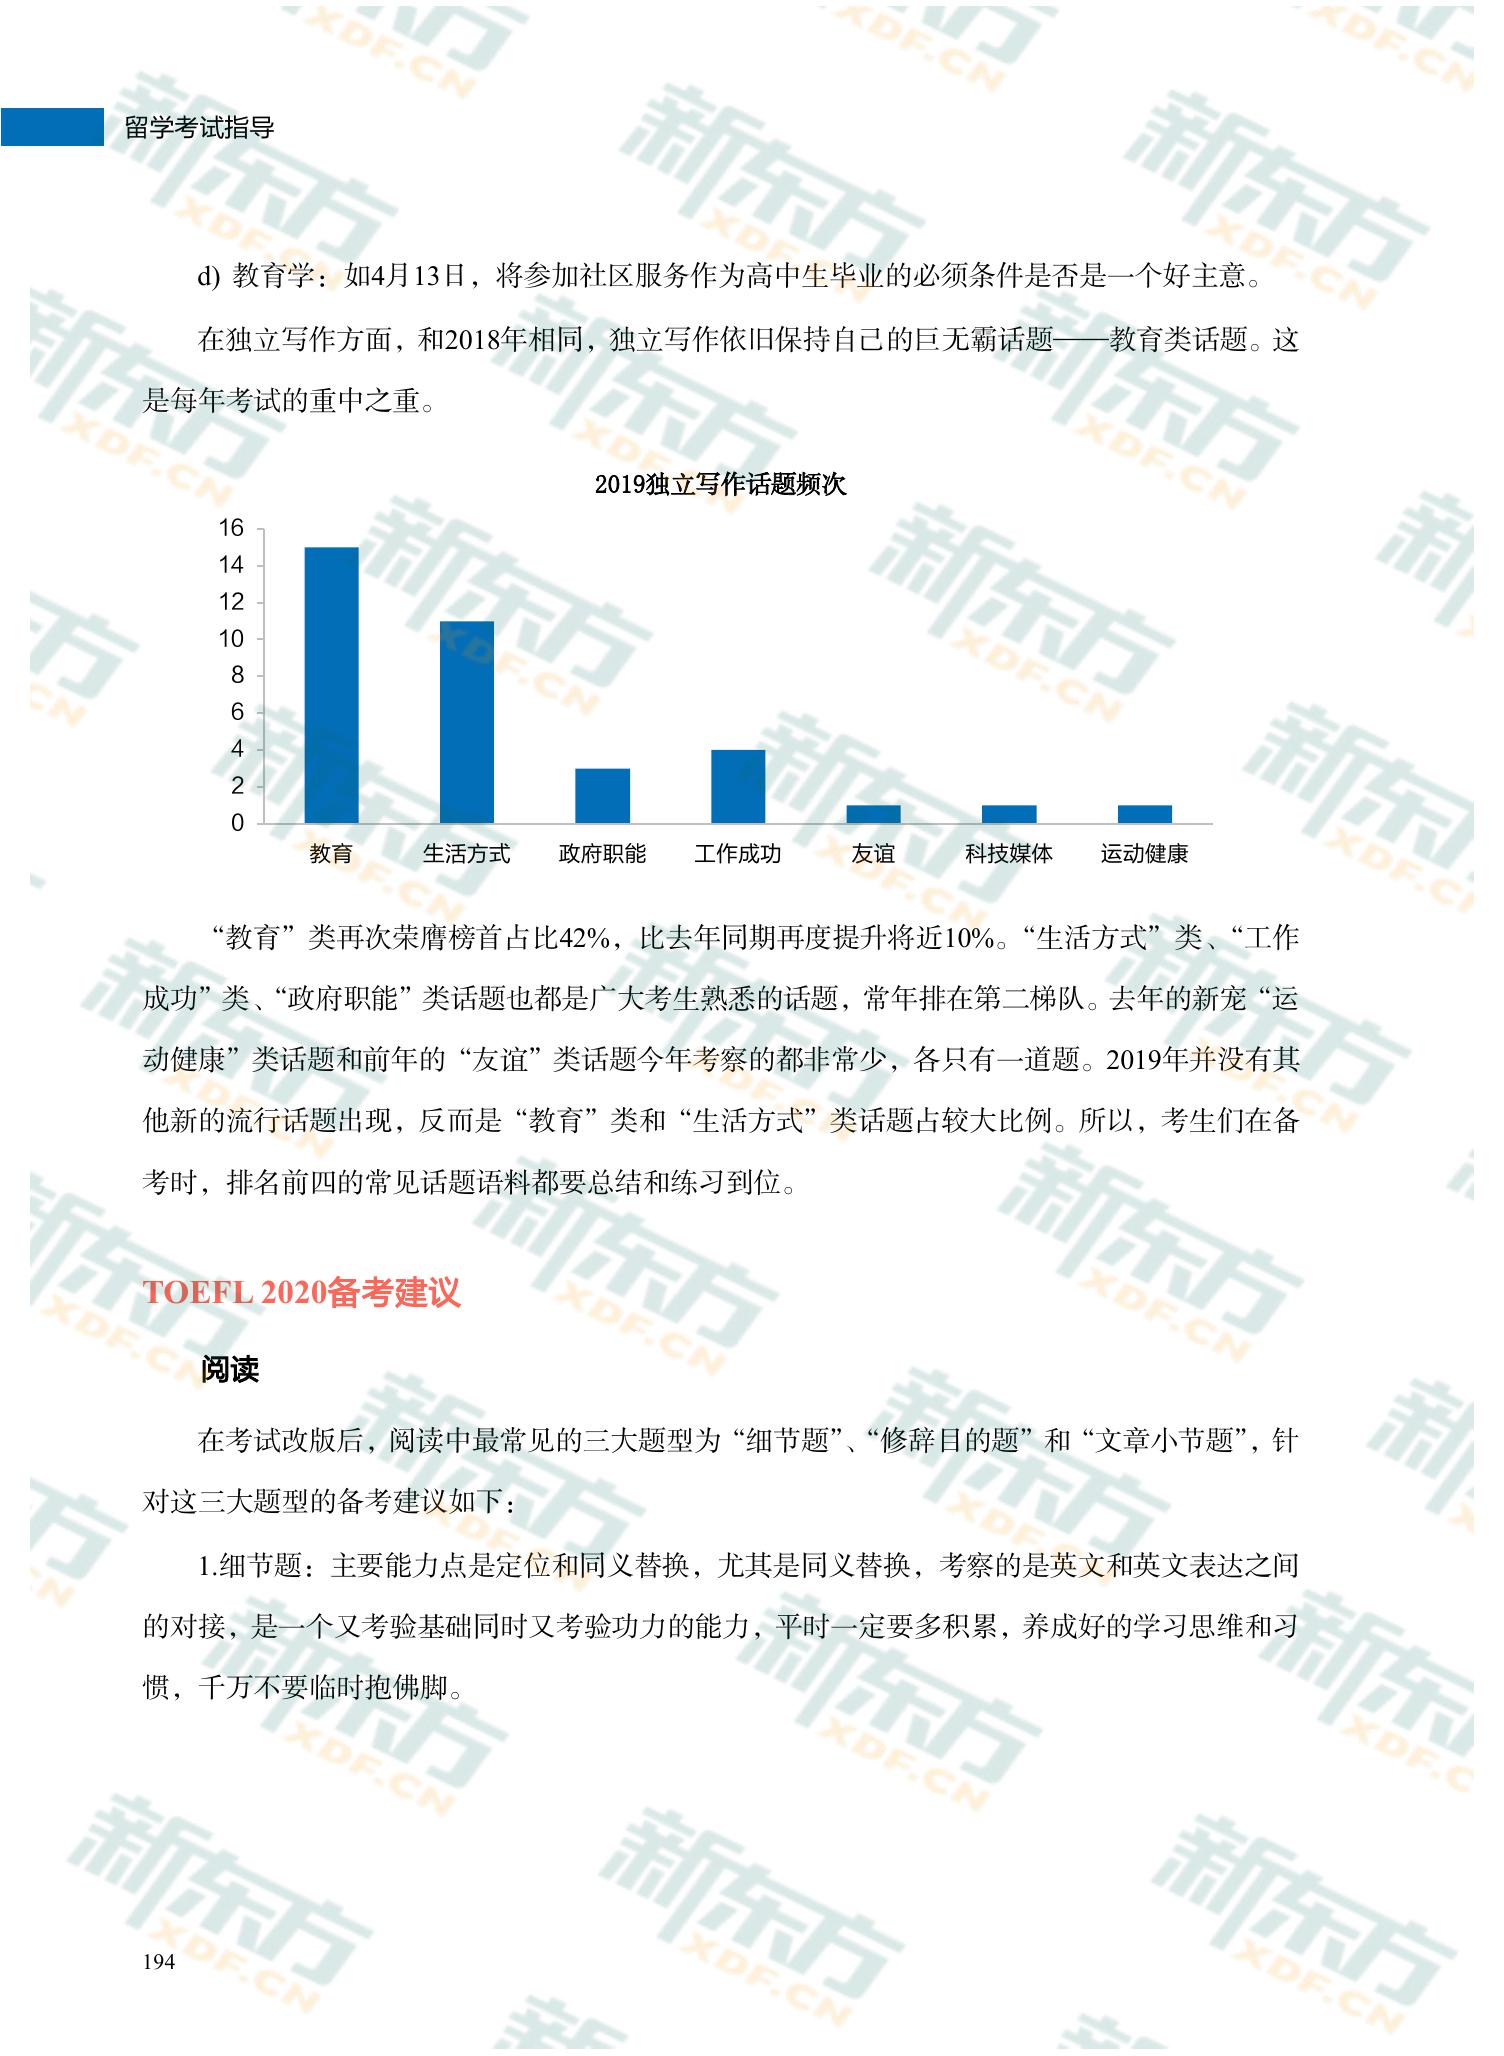 留学考试指导
d) 教育学：如4月13日，将参加社区服务作为高中生毕业的必须条件是否是一个好主意。
在独立写作方面，和2018年相同，独立写作依旧保持自己的巨无霸话题——教育类话题。这
是每年考试的重中之重。
2019独立写作话题频次
16
14
12
10
8
6
4
2
0
教育 生活方式 政府职能 工作成功 友谊 科技媒体 运动健康
“教育”类再次荣膺榜首占比42%，比去年同期再度提升将近10%。“生活方式”类、“工作
成功”类、“政府职能”类话题也都是广大考生熟悉的话题，常年排在第二梯队。去年的新宠“运
动健康”类话题和前年的“友谊”类话题今年考察的都非常少，各只有一道题。2019年并没有其
他新的流行话题出现，反而是“教育”类和“生活方式”类话题占较大比例。所以，考生们在备
考时，排名前四的常见话题语料都要总结和练习到位。
TOEFL 2020备考建议
阅读
在考试改版后，阅读中最常见的三大题型为“细节题”、“修辞目的题”和“文章小节题”，针
对这三大题型的备考建议如下：
1.细节题：主要能力点是定位和同义替换，尤其是同义替换，考察的是英文和英文表达之间
的对接，是一个又考验基础同时又考验功力的能力，平时一定要多积累，养成好的学习思维和习
惯，千万不要临时抱佛脚。
194
新东方
XDF.CN